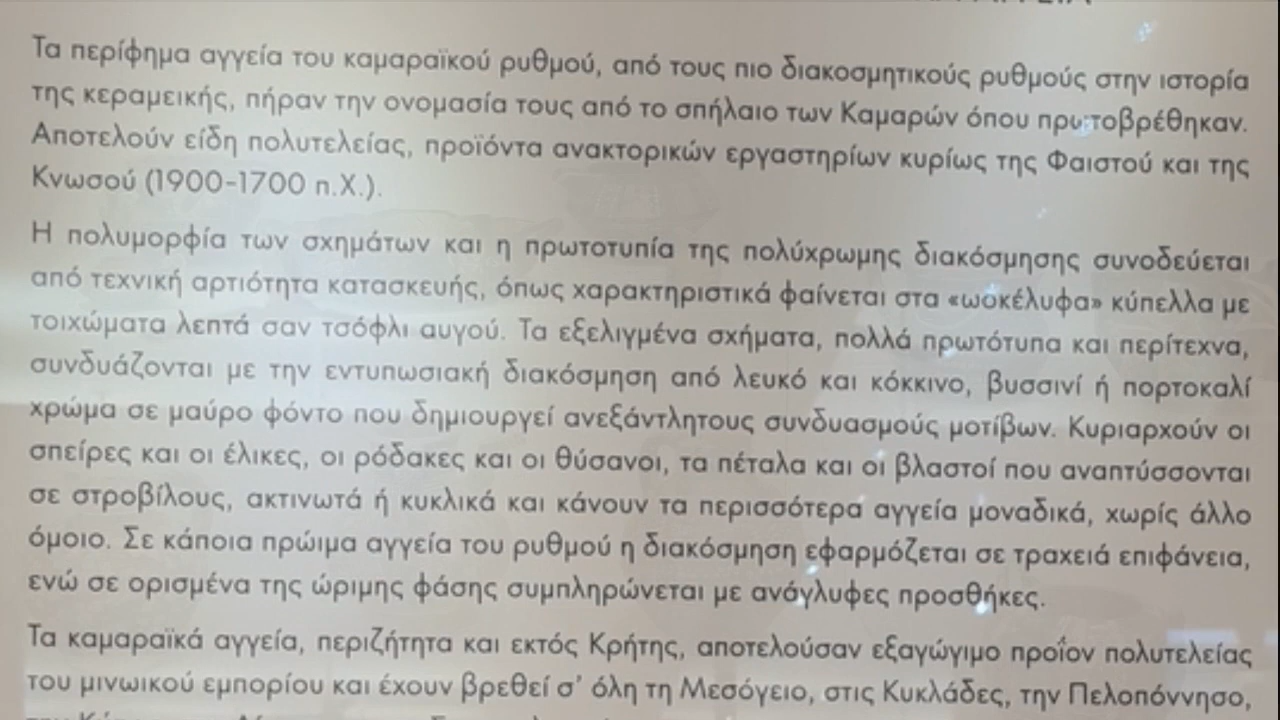 Τα περίφημα αγγεία του καμαραϊκού ρυθμού, από τους πιο διακοσμητικούς ρυθμούς στην ιστορία
της κεραμεικής, πήραν την ονομασία τους από το σπήλαιο των Καμαρών όπου πρωτοβρέθηκαν.
Αποτελούν είδη πολυτελείας, προϊόντα ανακτορικών εργαστηρίων κυρίως της Φαιστού και της
Κνωσού (1900-1700 π.Χ.).
Η πολυμορφία των σχημάτων και η πρωτοτυπία της πολύχρωμης διακόσμησης συνοδεύεται
από τεχνική αρτιότητα κατασκευής, όπως χαρακτηριστικά φαίνεται στα «ωοκέλυφα» κύπελλα με
τοιχώματα λεπτά σαν τσόφλι αυγού. Τα εξελιγμένα σχήματα, πολλά πρωτότυπα και περίτεχνα,
συνδυάζονται με την εντυπωσιακή διακόσμηση από λευκό και κόκκινο, βυσσινί ή πορτοκαλί
χρώμα σε μαύρο φόντο που δημιουργεί ανεξάντλητους συνδυασμούς μοτίβων. Κυριαρχούν οι
σπείρες και οι έλικες, οι ρόδακες και οι θύσανοι, τα πέταλα και οι βλαστοί που αναπτύσσονται
σε στροβίλους, ακτινωτά ή κυκλικά και κάνουν τα περισσότερα αγγεία μοναδικά, χωρίς άλλο
όμοιο. Σε κάποια πρώιμα αγγεία του ρυθμού η διακόσμηση εφαρμόζεται σε τραχειά επιφάνεια,
ενώ σε ορισμένα της ώριμης φάσης συμπληρώνεται με ανάγλυφες προσθήκες.
Τα καμαραϊκά αγγεία, περιζήτητα και εκτός Κρήτης, αποτελούσαν εξαγώγιμο προΐον πολυτελείας
του μινωικού εμπορίου και έχουν βρεθεί σ' όλη τη Μεσόγειο, στις Κυκλάδες, την Πελοπόννησο,